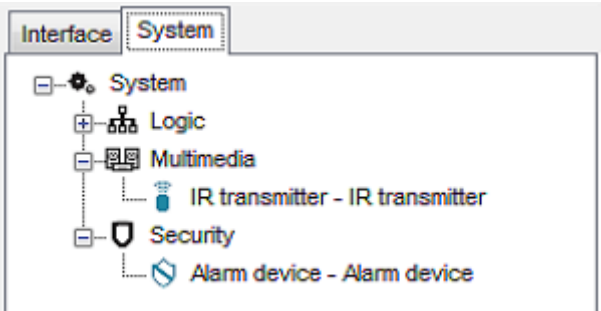 Interface System
System
Logic
Multimedia
IR transmitter - IR transmitter
Security
Alarm device - Alarm device